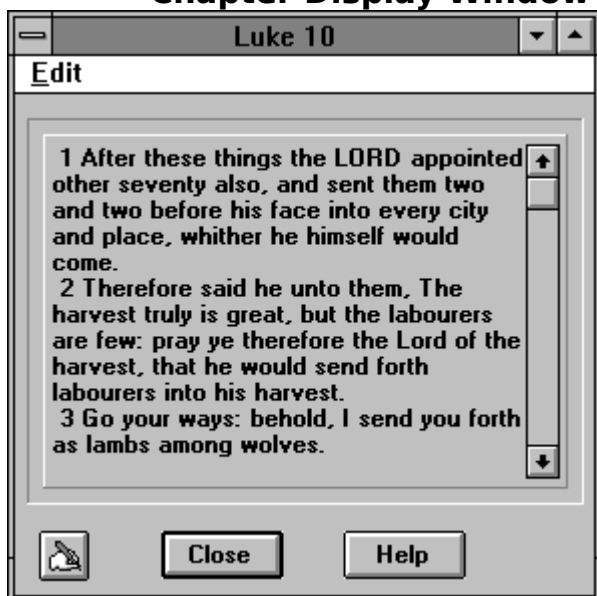 Chapter Display Window
Luke 10
Edit
1 After these things the LORD appointed
other seventy also, and sent them two
and two before his face into every city
and place, whither he himself would
come.
2 Therefore said he unto them, The
harvest truly is great, but the labourers
are few: pray ye therefore the Lord of the
harvest, that he would send forth
labourers into his harvest.
3 Go your ways: behold, I send you forth
as lambs among wolves.
Close
Help